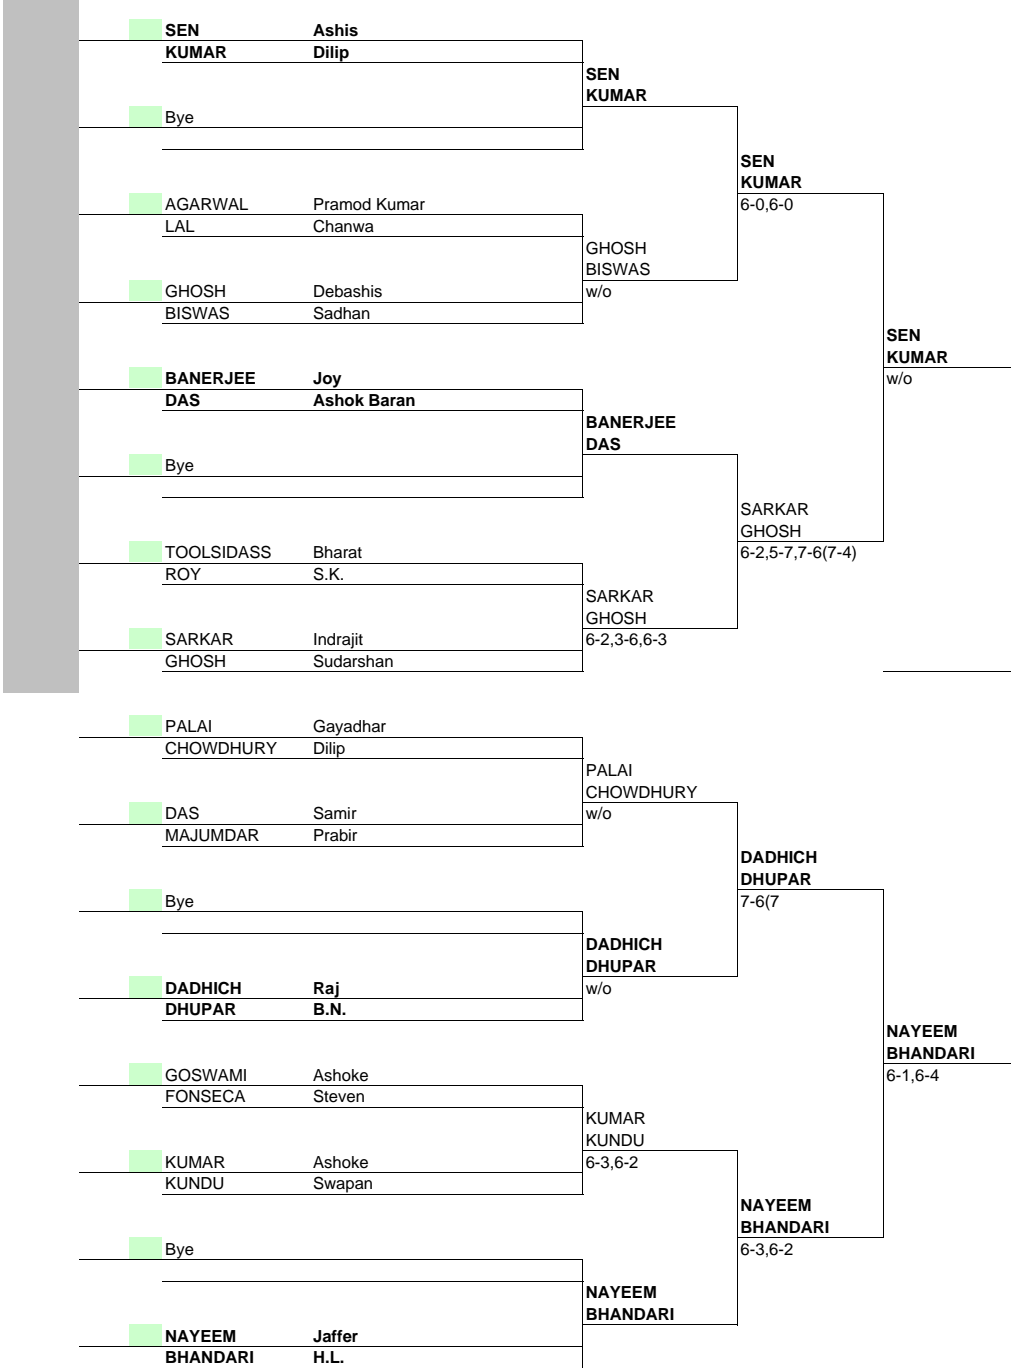 SEN Ashis
KUMAR Dilip
SEN
KUMAR
Bye
SEN
KUMAR
6-0,6-0
AGARWAL Pramod Kumar
LAL Chanwa
GHOSH
BISWAS
w/o
GHOSH Debashis
BISWAS Sadhan
SEN
KUMAR
w/o
BANERJEE Joy
DAS Ashok Baran
BANERJEE
DAS
Bye
SARKAR
GHOSH
6-2,5-7,7-6(7-4)
TOOLSIDASS Bharat
ROY S.K.
SARKAR
GHOSH
6-2,3-6,6-3
SARKAR Indrajit
GHOSH Sudarshan
PALAI Gayadhar
CHOWDHURY Dilip
PALAI
CHOWDHURY
w/o
DAS Samir
MAJUMDAR Prabir
DADHICH
DHUPAR
7-6(7
Bye
DADHICH
DHUPAR
w/o
DADHICH Raj
DHUPAR B.N.
NAYEEM
BHANDARI
6-1,6-4
GOSWAMI Ashoke
FONSECA Steven
KUMAR
KUNDU
6-3,6-2
KUMAR Ashoke
KUNDU Swapan
NAYEEM
BHANDARI
6-3,6-2
Bye
NAYEEM
BHANDARI
NAYEEM Jaffer
BHANDARI H.L.